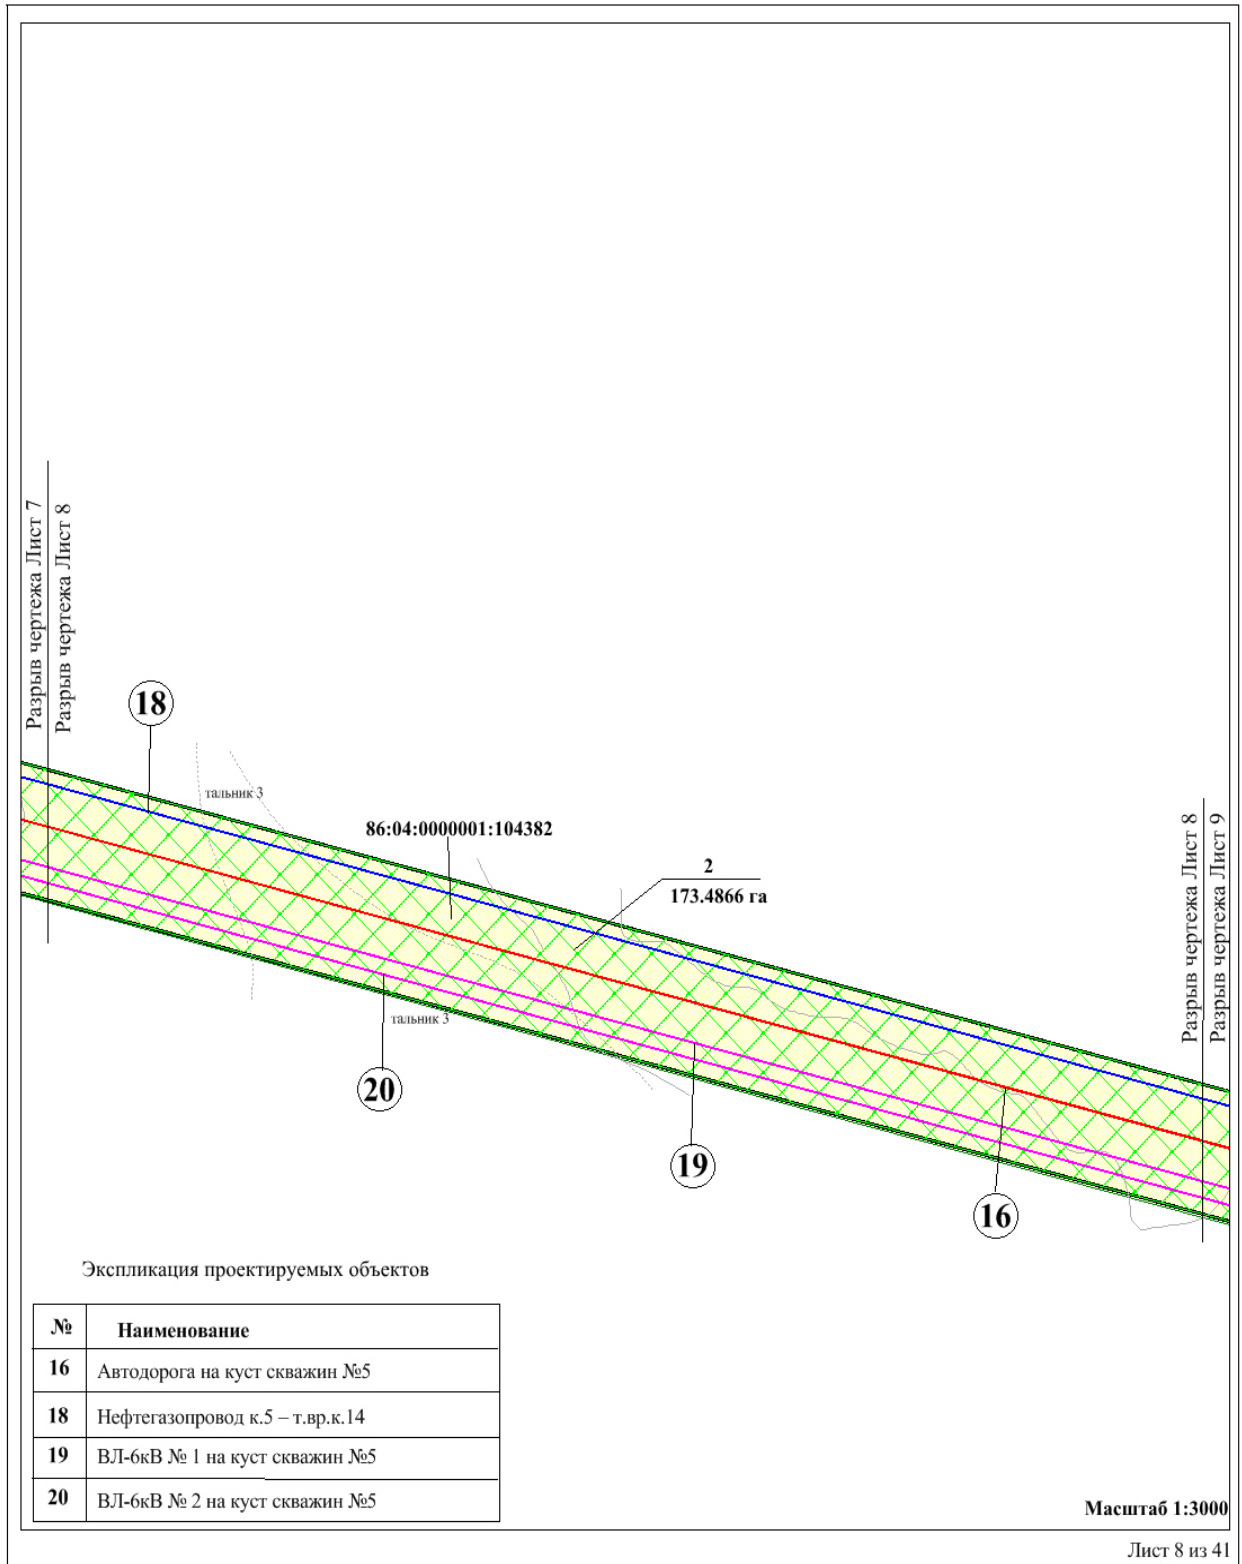 Разрыв чертежа Лист 7
Разрыв чертежа Лист 8
18
тальник 3
86:04:0000001:104382
2
173.4866 га
Разрыв чертежа Лист 8
Разрыв чертежа Лист 9
тальник 3
20
19
16
Экспликация проектируемых объектов
№ Наименование
16 Автодорога на куст скважин №5
18 Нефтегазопровод к.5 – т.вр.к.14
19 ВЛ-6кВ № 1 на куст скважин №5
20 ВЛ-6кВ № 2 на куст скважин №5
Масштаб 1:3000
Лист 8 из 41